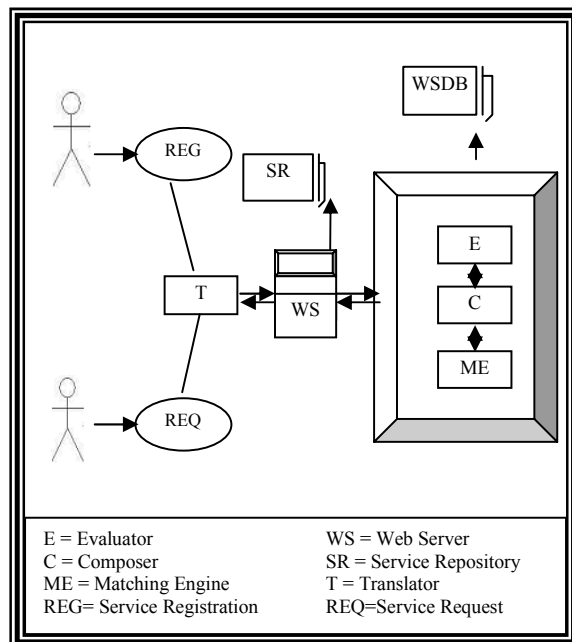 WSDB
REG
SR
E
T
WS
C
ME
REQ
E = Evaluator
C = Composer
ME = Matching Engine
REG= Service Registration
WS = Web Server
SR = Service Repository
T = Translator
REQ=Service Request